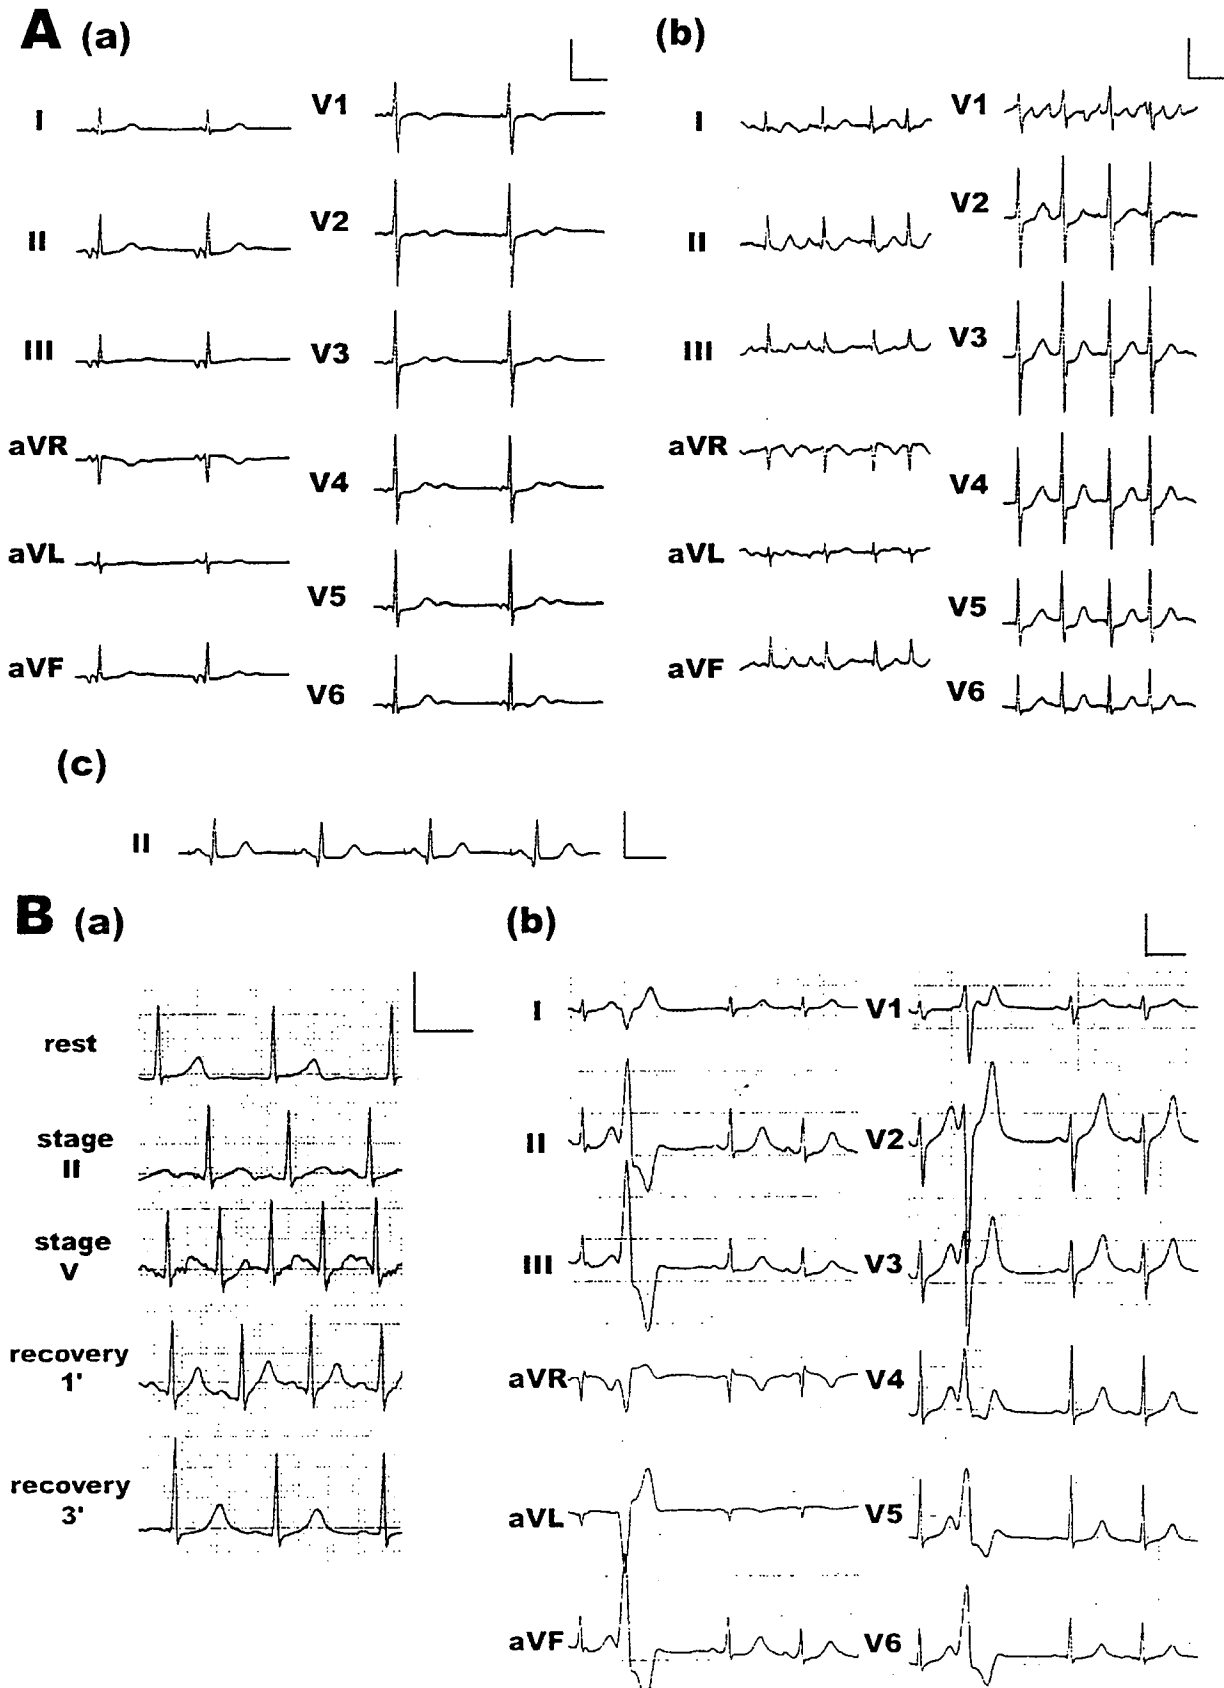 A (a)
I
II
III
aVR
aVL
aVF
V1
V2
V3
V4
V5
V6
(b)
I
II
III
aVR
aVL
aVF
V1
V2
V3
V4
V5
V6
(c)
II
B (a)
rest
stage
II
stage
V
recovery
1'
recovery
3'
(b)
I
II
III
aVR
aVL
aVF
V1
V2
V3
V4
V5
V6